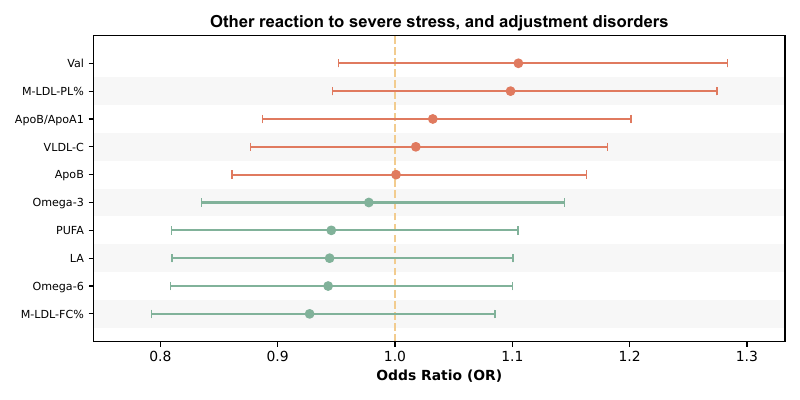 Other reaction to severe stress, and adjustment disorders
Val
M-LDL-PL%
ApoB/ApoA1
VLDL-C
ApoB
Omega-3
PUFA
LA
Omega-6
M-LDL-FC%
0.8 0.9 1.0 1.1 1.2 1.3
Odds Ratio (OR)